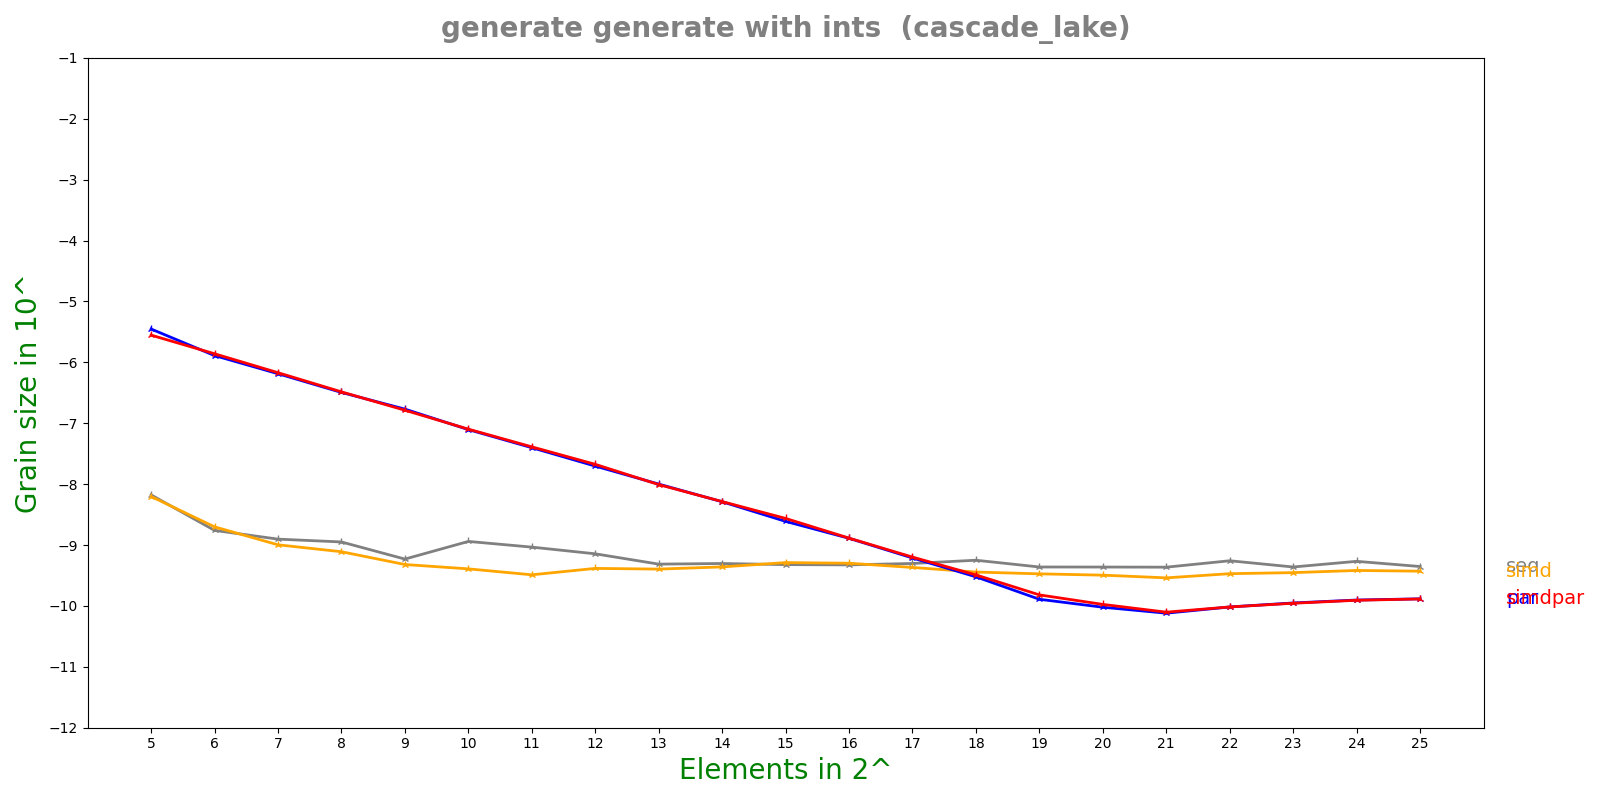 generate generate with ints (cascade_lake)
−1
−2
−3
−4
−5
−6
−7
−8
−9
−10
−11
−12
Grain size in 10^
5 6 7 8 9 10 11 12 13 14 15 16 17 18 19 20 21 22 23 24 25
Elements in 2^
seq
simd
par
simdpar